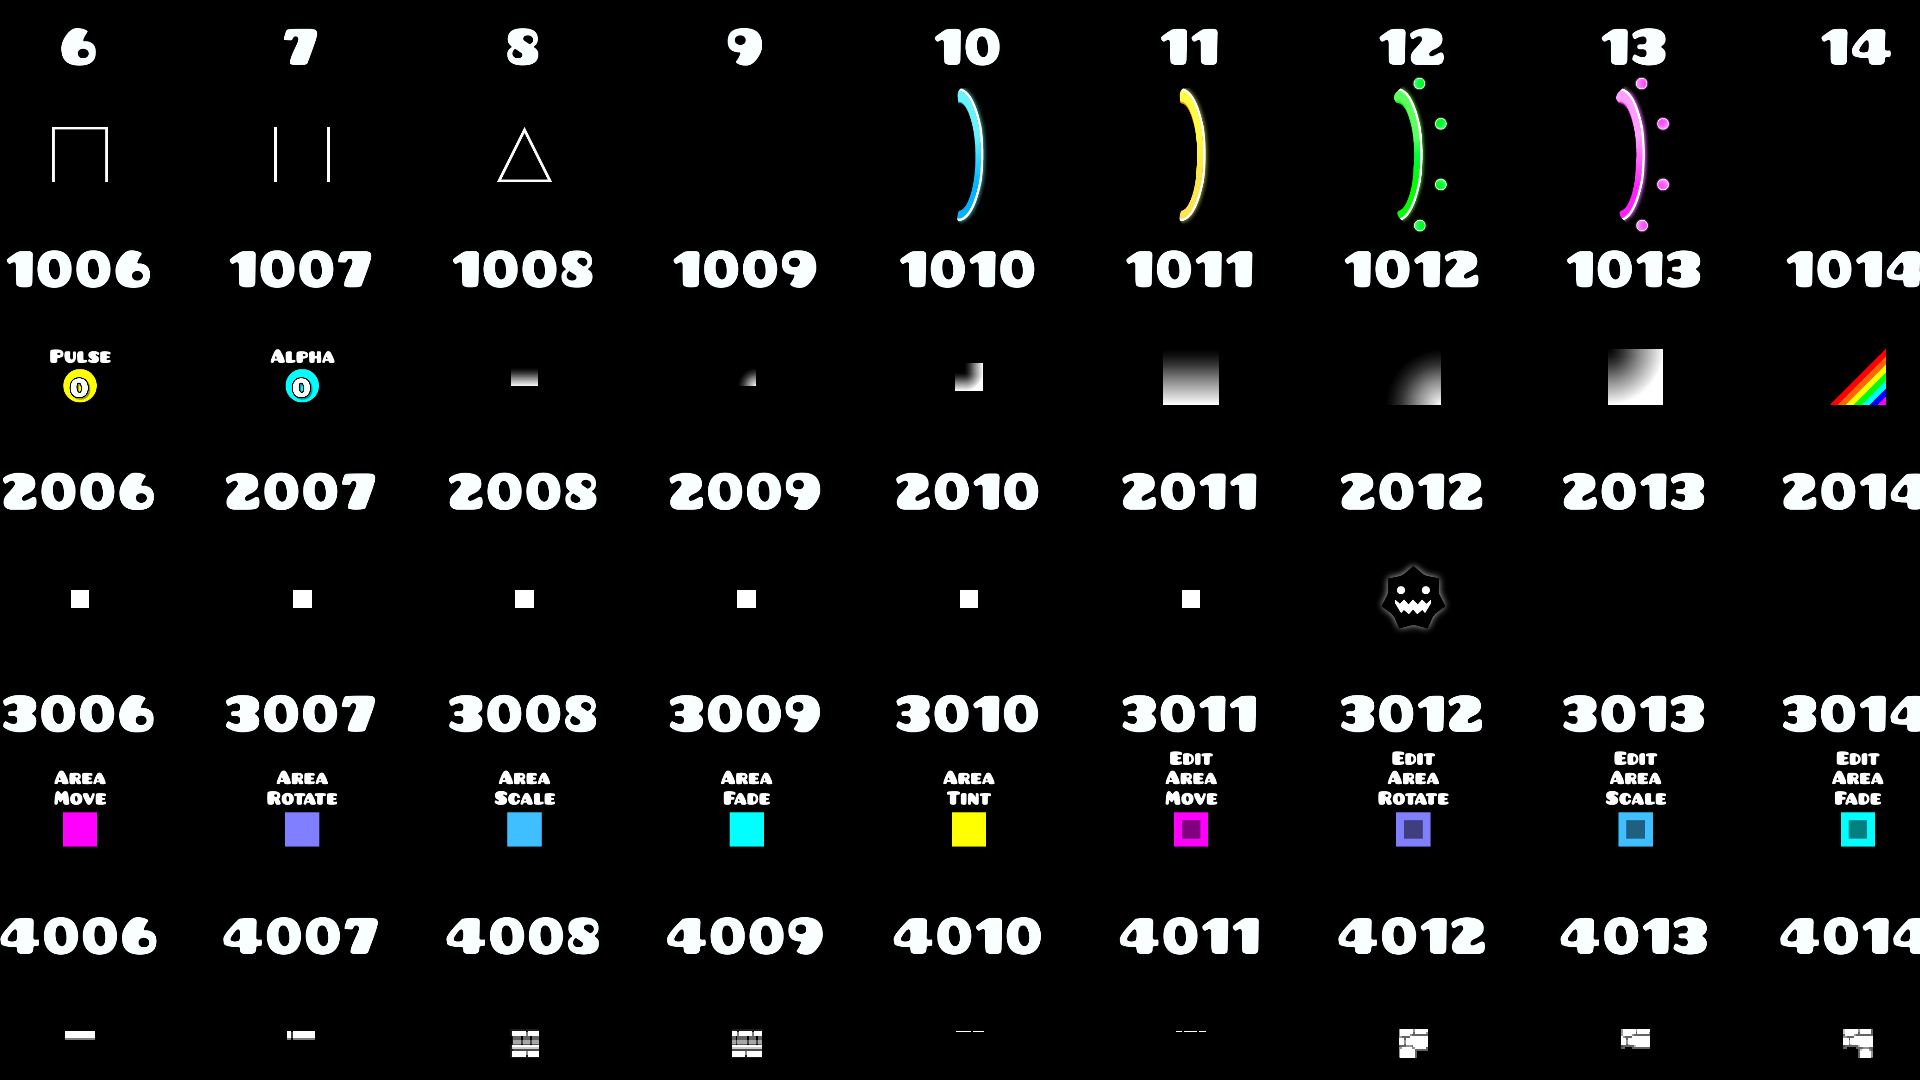 6 7 8 9 10 11 12 13 14
1006 1007 1008 1009 1010 1011 1012 1013 1014
PULSE ALPHA
0 0
2006 2007 2008 2009 2010 2011 2012 2013 2014
3006 3007 3008 3009 3010 3011 3012 3013 3014
EDIT EDIT EDIT EDIT
AREA AREA AREA AREA AREA AREA AREA AREA AREA
MOVE ROTATE SCALE FADE TINT MOVE ROTATE SCALE FADE
4006 4007 4008 4009 4010 4011 4012 4013 4014